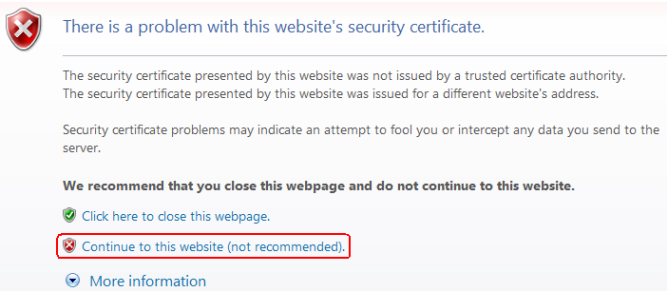 There is a problem with this website's security certificate.
The security certificate presented by this website was not issued by a trusted certificate authority.
The security certificate presented by this website was issued for a different website's address.
Security certificate problems may indicate an attempt to fool you or intercept any data you send to the
server.
We recommend that you close this webpage and do not continue to this website.
Click here to close this webpage.
Continue to this website (not recommended).
More information